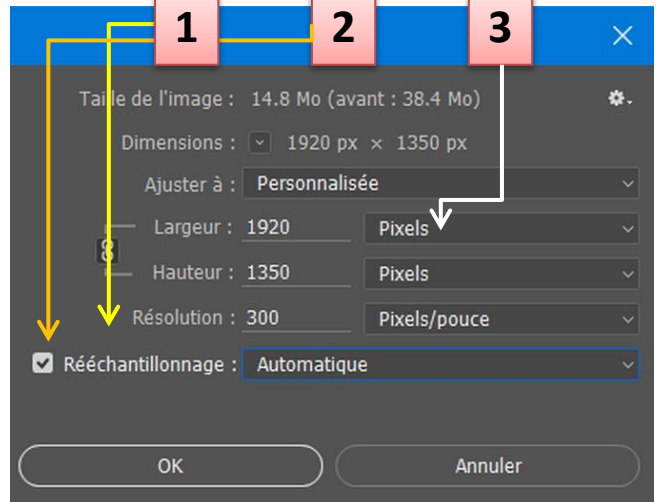 1 2 3
Taille de l'image : 14.8 Mo (avant : 38.4 Mo)
Dimensions : 1920 px × 1350 px
Ajuster à : Personnalisée
Largeur : 1920 Pixels
Hauteur : 1350 Pixels
Résolution : 300 Pixels/pouce
Rééchantillonnage : Automatique
OK Annuler